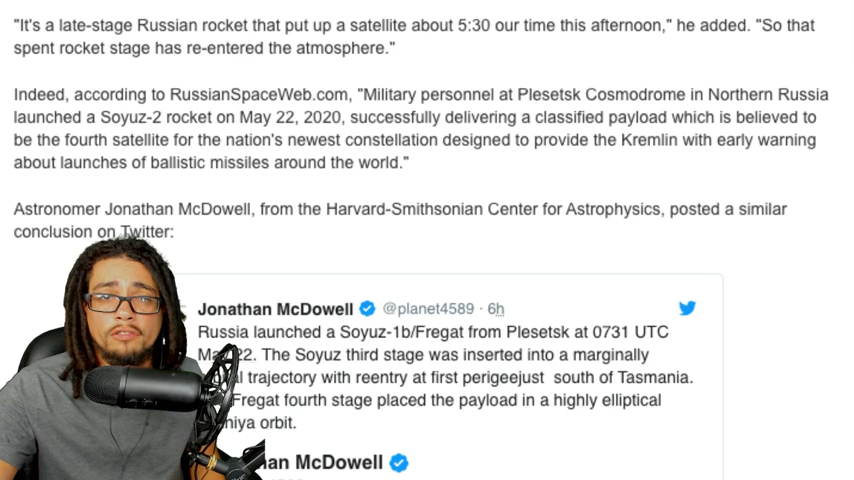 "It's a late-stage Russian rocket that put up a satellite about 5:30 our time this afternoon," he added. "So that
spent rocket stage has re-entered the atmosphere."
Indeed, according to RussianSpaceWeb.com, "Military personnel at Plesetsk Cosmodrome in Northern Russia
launched a Soyuz-2 rocket on May 22, 2020, successfully delivering a classified payload which is believed to
be the fourth satellite for the nation's newest constellation designed to provide the Kremlin with early warning
about launches of ballistic missiles around the world."
Astronomer Jonathan McDowell, from the Harvard-Smithsonian Center for Astrophysics, posted a similar
conclusion on Twitter:
Jonathan McDowell @planet4589 · 6h
Russia launched a Soyuz-1b/Fregat from Plesetsk at 0731 UTC
May 22. The Soyuz third stage was inserted into a marginally
trajectory with reentry at first perigeejust south of Tasmania.
Fregat fourth stage placed the payload in a highly elliptical
orbit.
McDowell